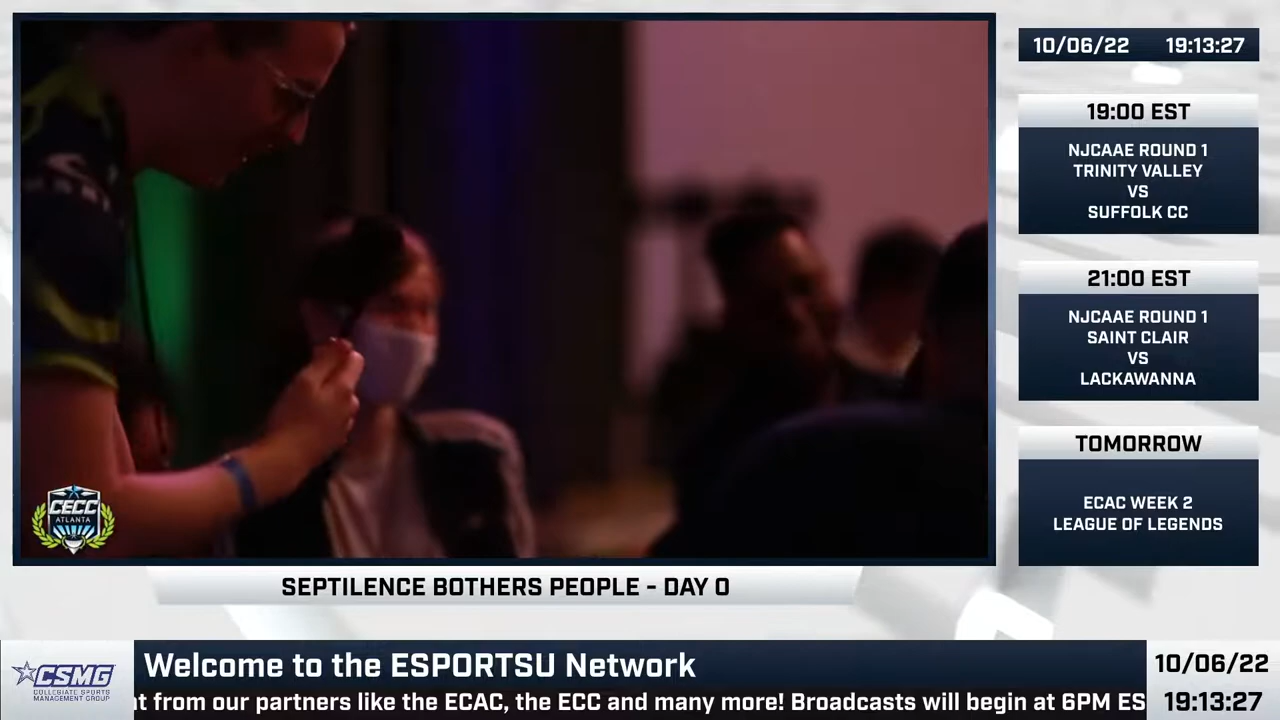 10/06/22 19:13:27
19:00 EST
NJCAAE ROUND 1
TRINITY VALLEY
VS
SUFFOLK CC
21:00 EST
NJCAAE ROUND 1
SAINT CLAIR
VS
LACKAWANNA
TOMORROW
ECAC WEEK 2
LEAGUE OF LEGENDS
CECC
ATLANTA
SEPTILENCE BOTHERS PEOPLE - DAY 0
CSMG
COLLEGIATE SPORTS
MANAGEMENT GROUP
Welcome to the ESPORTSU Network
t from our partners like the ECAC, the ECC and many more! Broadcasts will begin at 6PM ES
10/06/22
19:13:27